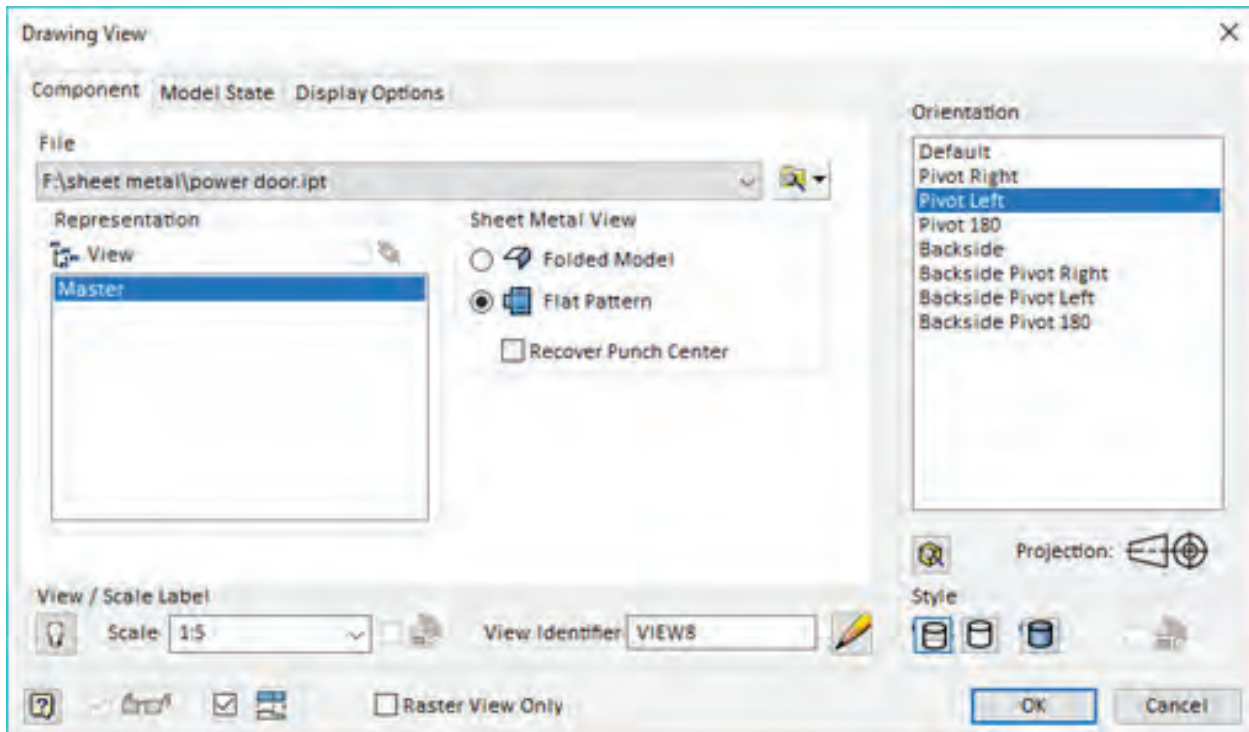 Drawing View
Component Model State Display Options
File
F:\sheet metal\power door.ipt
Representation
View
Master
Sheet Metal View
Folded Model
Flat Pattern
Recover Punch Center
Orientation
Default
Pivot Right
Pivot Left
Pivot 180
Backside
Backside Pivot Right
Backside Pivot Left
Backside Pivot 180
Projection:
View / Scale Label
Scale 1:5
View Identifier VIEW8
Style
Raster View Only
OK Cancel